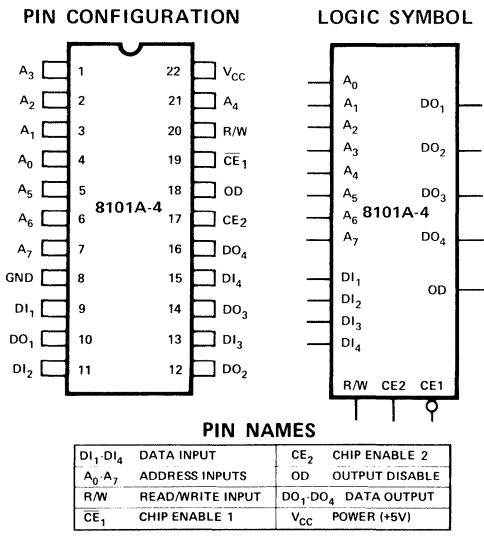 PIN CONFIGURATION
A3 1 22 VCC
A2 2 21 A4
A1 3 20 R/W
A0 4 19 C̅E̅1
A5 5 18 OD
8101A-4
A6 6 17 CE2
A7 7 16 DO4
GND 8 15 DI4
DI1 9 14 DO3
DO1 10 13 DI3
DI2 11 12 DO2
LOGIC SYMBOL
A0
A1 DO1
A2
A3 DO2
A4
A5 DO3
A6 8101A-4
A7 DO4
DI1 OD
DI2
DI3
DI4
R/W CE2 CE1
PIN NAMES
DI1-DI4 DATA INPUT CE2 CHIP ENABLE 2
A0-A7 ADDRESS INPUTS OD OUTPUT DISABLE
R/W READ/WRITE INPUT DO1-DO4 DATA OUTPUT
C̅E̅1 CHIP ENABLE 1 VCC POWER (+5V)